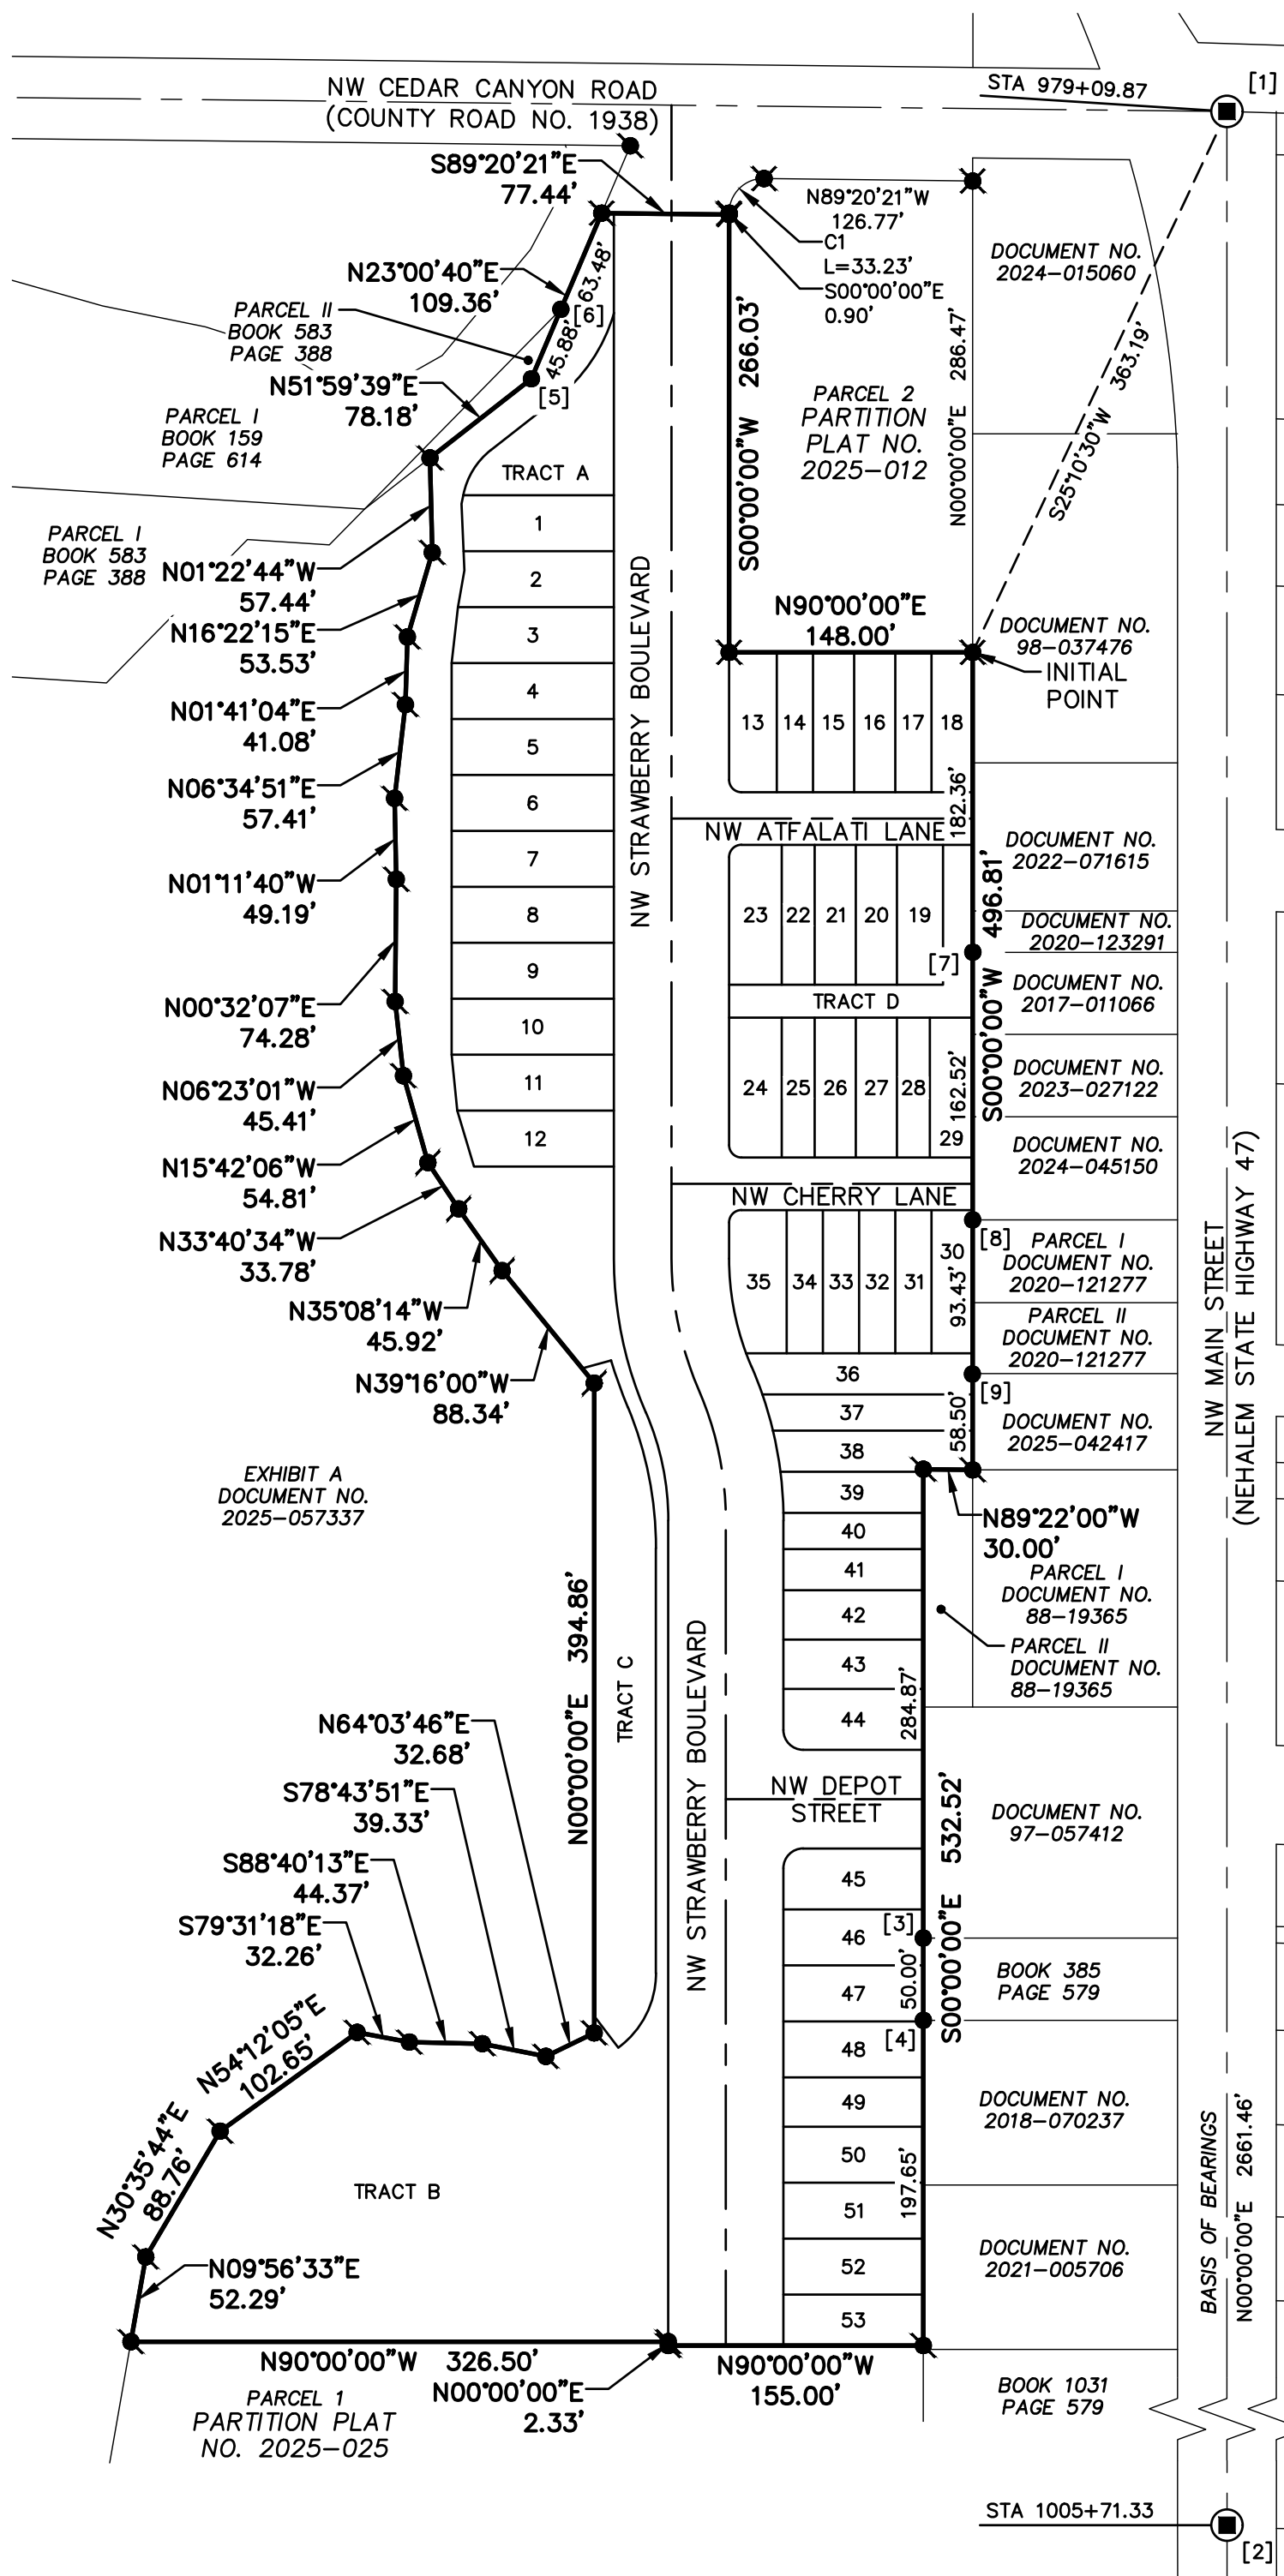 NW CEDAR CANYON ROAD
(COUNTY ROAD NO. 1938)
STA 979+09.87
[1]
S89°20'21"E
77.44'
N89°20'21"W
126.77'
C1
L=33.23'
S00°00'00"E
0.90'
DOCUMENT NO.
2024-015060
N23°00'40"E
109.36'
63.48'
[6]
45.88'
[5]
PARCEL II
BOOK 583
PAGE 388
N51°59'39"E
78.18'
PARCEL I
BOOK 159
PAGE 614
S00°00'00"W 266.03'
PARCEL 2
PARTITION
PLAT NO.
2025-012
N00°00'00"E 286.47'
S25°10'30"W 363.19'
TRACT A
PARCEL I
BOOK 583
PAGE 388
N01°22'44"W
57.44'
N16°22'15"E
53.53'
N01°41'04"E
41.08'
N06°34'51"E
57.41'
N01°11'40"W
49.19'
N00°32'07"E
74.28'
N06°23'01"W
45.41'
N15°42'06"W
54.81'
N33°40'34"W
33.78'
N35°08'14"W
45.92'
N39°16'00"W
88.34'
1
2
3
4
5
6
7
8
9
10
11
12
NW STRAWBERRY BOULEVARD
N90°00'00"E
148.00'
DOCUMENT NO.
98-037476
INITIAL
POINT
13 14 15 16 17 18
182.36'
NW ATFALATI LANE
DOCUMENT NO.
2022-071615
S00°00'00"W 496.81'
23 22 21 20 19
DOCUMENT NO.
2020-123291
[7]
TRACT D
DOCUMENT NO.
2017-011066
24 25 26 27 28
29
162.52'
DOCUMENT NO.
2023-027122
DOCUMENT NO.
2024-045150
NW CHERRY LANE
[8]
35 34 33 32 31
30
93.43'
PARCEL I
DOCUMENT NO.
2020-121277
PARCEL II
DOCUMENT NO.
2020-121277
36
[9]
37
38
58.50'
DOCUMENT NO.
2025-042417
39
N89°22'00"W
30.00'
40
41
42
43
44
284.87'
PARCEL I
DOCUMENT NO.
88-19365
PARCEL II
DOCUMENT NO.
88-19365
NW MAIN STREET
(NEHALEM STATE HIGHWAY 47)
EXHIBIT A
DOCUMENT NO.
2025-057337
N00°00'00"E 394.86'
TRACT C
NW STRAWBERRY BOULEVARD
N64°03'46"E
32.68'
S78°43'51"E
39.33'
S88°40'13"E
44.37'
S79°31'18"E
32.26'
NW DEPOT
STREET
S00°00'00"E 532.52'
DOCUMENT NO.
97-057412
45
46
[3]
47
50.00'
BOOK 385
PAGE 579
48
[4]
49
50
51
52
53
197.65'
DOCUMENT NO.
2018-070237
DOCUMENT NO.
2021-005706
N54°12'05"E
102.65'
N30°35'44"E
88.76'
TRACT B
N09°56'33"E
52.29'
N90°00'00"W 326.50'
N00°00'00"E
2.33'
N90°00'00"W
155.00'
PARCEL 1
PARTITION PLAT
NO. 2025-025
BOOK 1031
PAGE 579
BASIS OF BEARINGS
N00°00'00"E 2661.46'
STA 1005+71.33
[2]